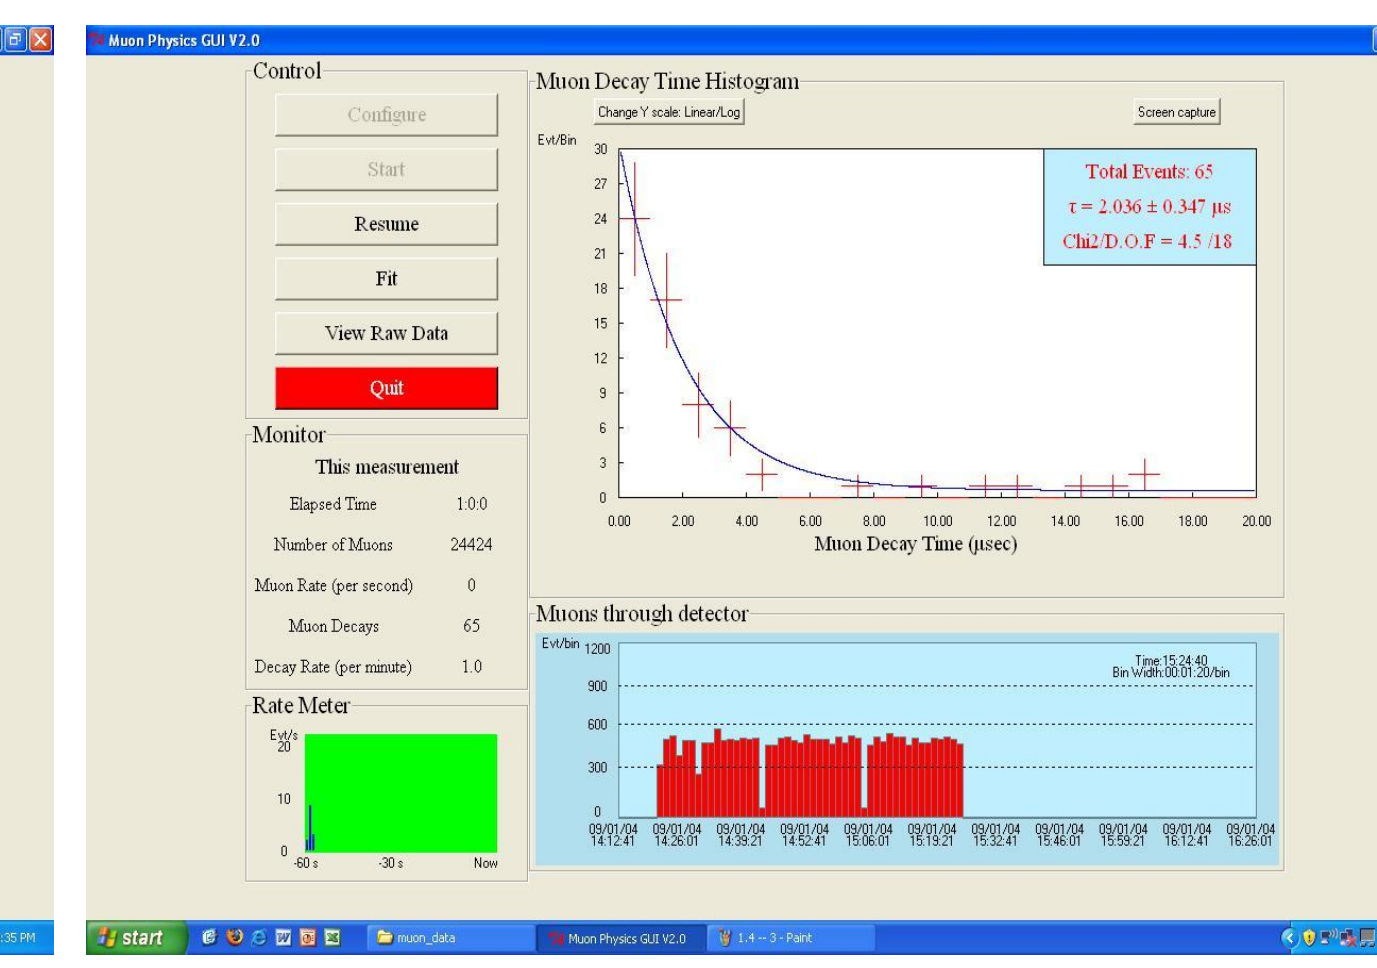 Muon Physics GUI V2.0
Control
Configure
Start
Resume
Fit
View Raw Data
Quit
Monitor
This measurement
Elapsed Time 1:0:0
Number of Muons 24424
Muon Rate (per second) 0
Muon Decays 65
Decay Rate (per minute) 1.0
Rate Meter
Evt/s
20
10
0
-60 s -30 s Now
Muon Decay Time Histogram
Change Y scale: Linear/Log Screen capture
Evt/Bin
30
27
24
21
18
15
12
9
6
3
0
Total Events: 65
τ = 2.036 ± 0.347 μs
Chi2/D.O.F = 4.5 /18
0.00 2.00 4.00 6.00 8.00 10.00 12.00 14.00 16.00 18.00 20.00
Muon Decay Time (μsec)
Muons through detector
Evt/bin
1200
900
600
300
0
Time:15:24:40
Bin Width:00:01:20/bin
09/01/04 09/01/04 09/01/04 09/01/04 09/01/04 09/01/04 09/01/04 09/01/04 09/01/04 09/01/04 09/01/04
14:12:41 14:26:01 14:39:21 14:52:41 15:06:01 15:19:21 15:32:41 15:46:01 15:59:21 16:12:41 16:26:01
:35 PM
start muon_data Muon Physics GUI V2.0 1.4 -- 3 - Paint